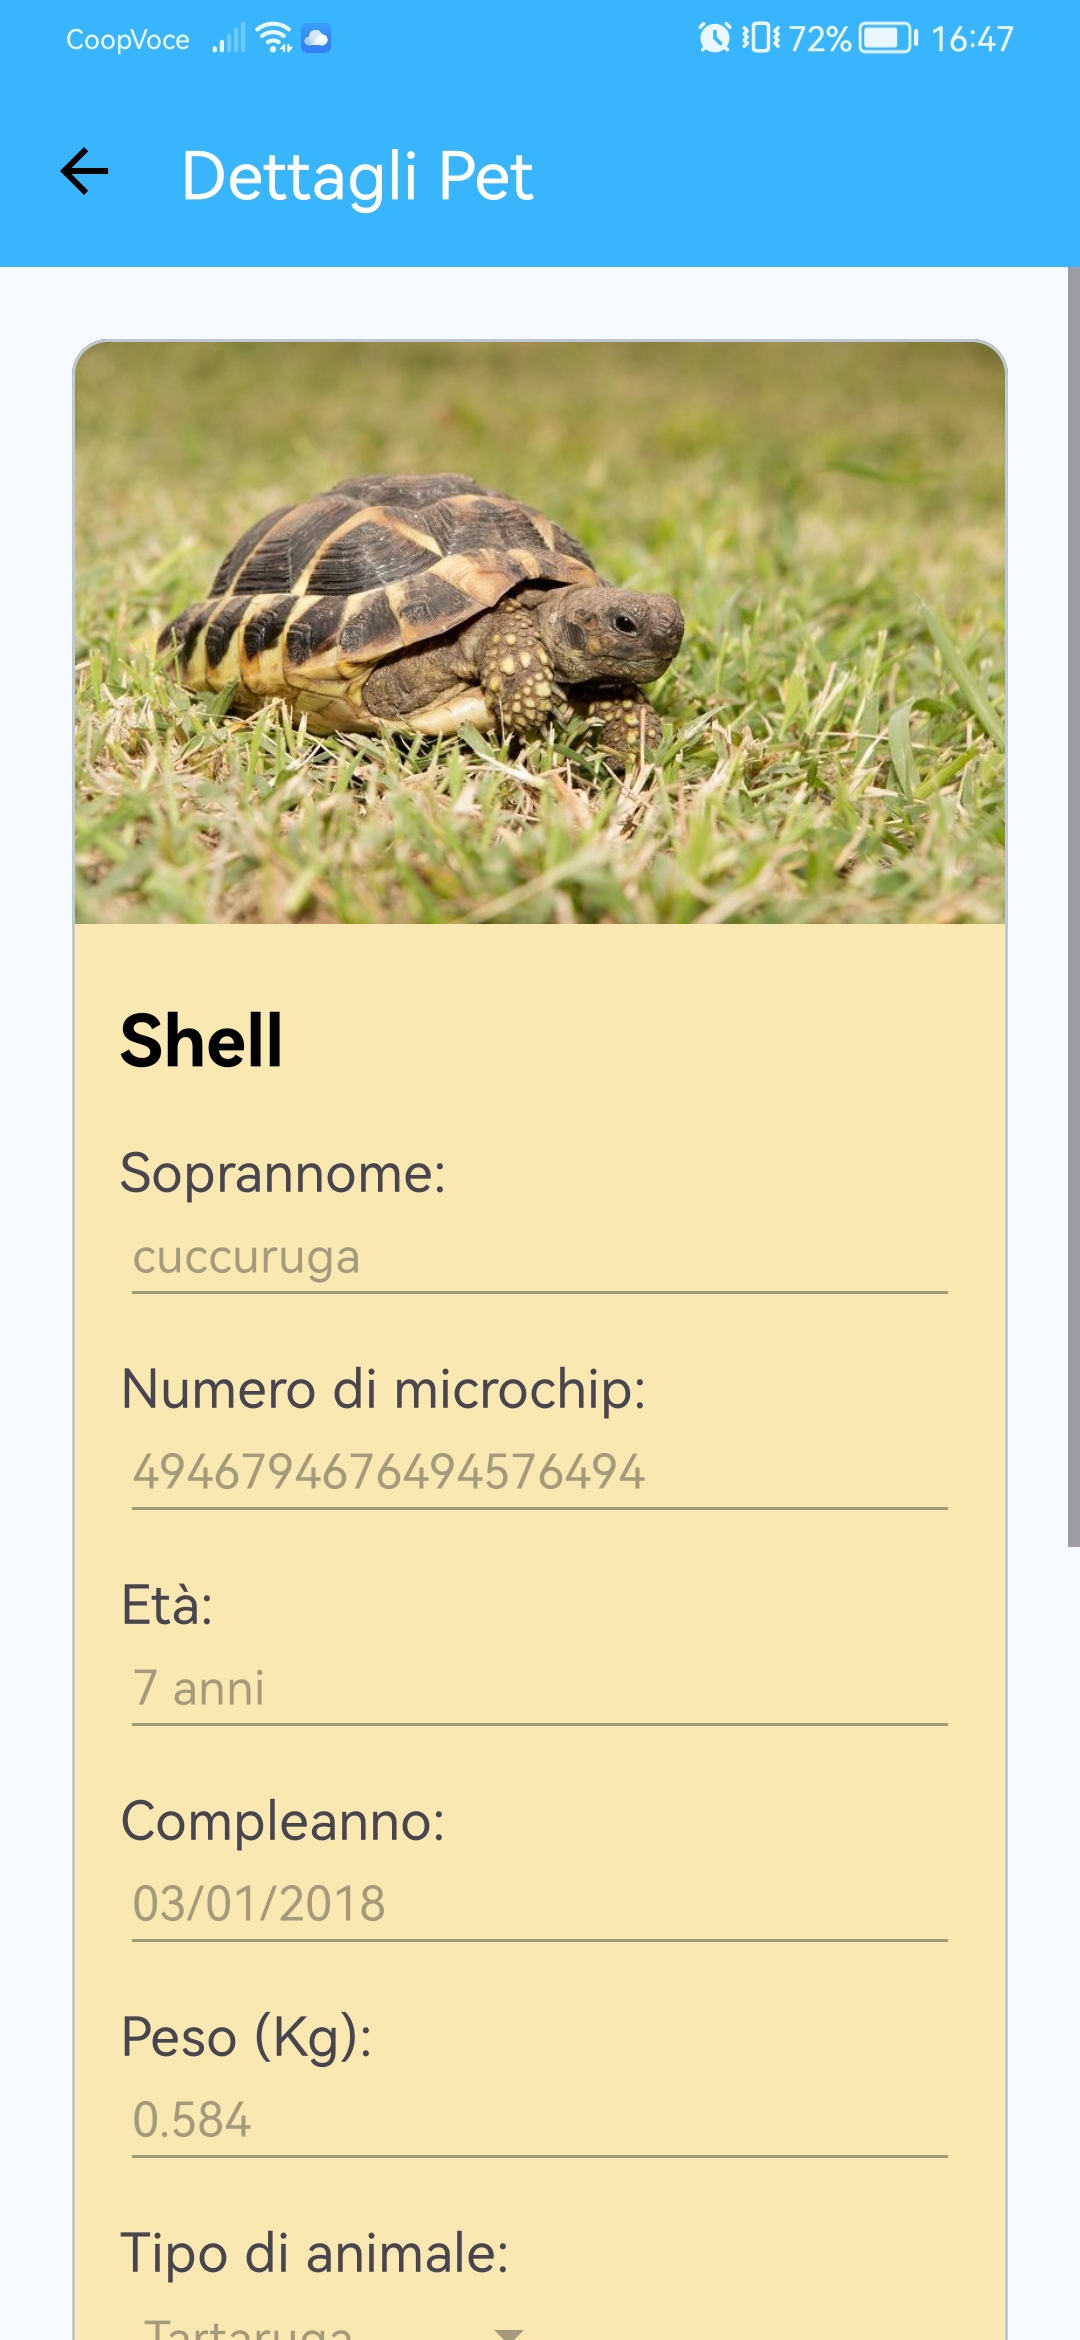 CoopVoce 72% 16:47
Dettagli Pet
Shell
Soprannome:
cuccuruga
Numero di microchip:
4946794676494576494
Età:
7 anni
Compleanno:
03/01/2018
Peso (Kg):
0.584
Tipo di animale:
Tartaruga